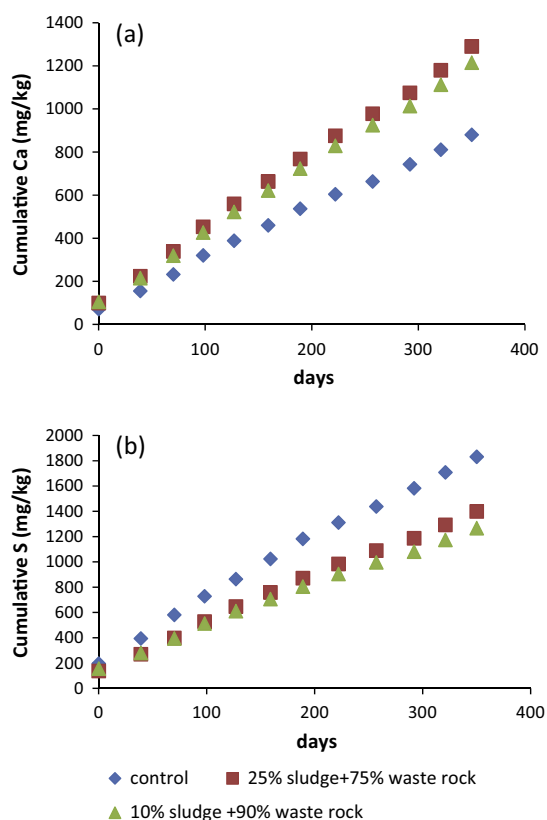 (a)
Cumulative Ca (mg/kg)
1400
1200
1000
800
600
400
200
0
0 100 200 300 400
days
(b)
Cumulative S (mg/kg)
2000
1800
1600
1400
1200
1000
800
600
400
200
0
0 100 200 300 400
days
control 25% sludge+75% waste rock
10% sludge +90% waste rock